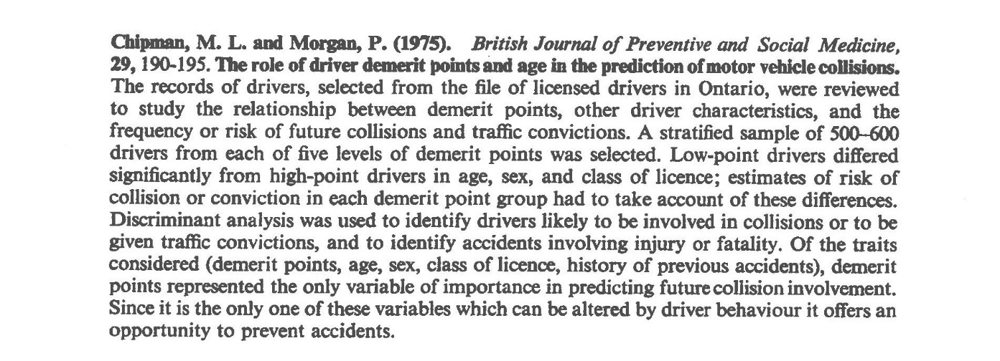 Chipman, M. L. and Morgan, P. (1975). British Journal of Preventive and Social Medicine,
29, 190-195. The role of driver demerit points and age in the prediction of motor vehicle collisions.
The records of drivers, selected from the file of licensed drivers in Ontario, were reviewed
to study the relationship between demerit points, other driver characteristics, and the
frequency or risk of future collisions and traffic convictions. A stratified sample of 500–600
drivers from each of five levels of demerit points was selected. Low-point drivers differed
significantly from high-point drivers in age, sex, and class of licence; estimates of risk of
collision or conviction in each demerit point group had to take account of these differences.
Discriminant analysis was used to identify drivers likely to be involved in collisions or to be
given traffic convictions, and to identify accidents involving injury or fatality. Of the traits
considered (demerit points, age, sex, class of licence, history of previous accidents), demerit
points represented the only variable of importance in predicting future collision involvement.
Since it is the only one of these variables which can be altered by driver behaviour it offers an
opportunity to prevent accidents.